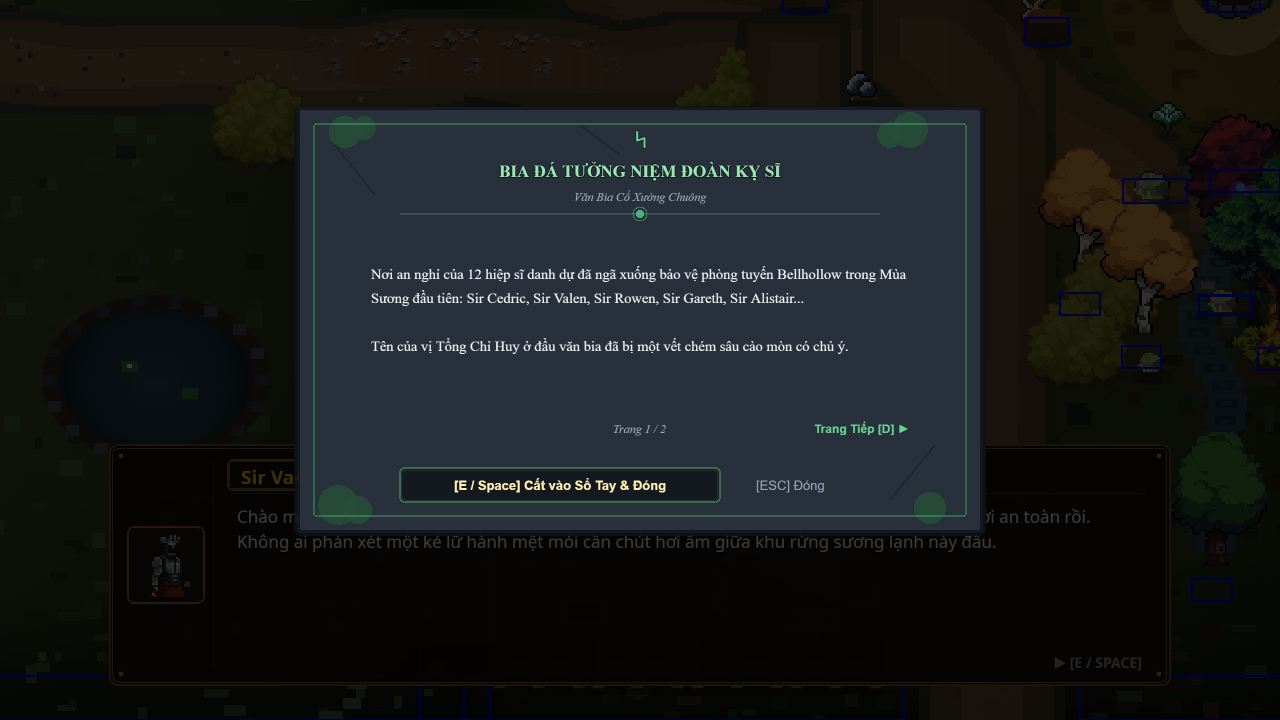 BIA ĐÁ TƯỞNG NIỆM ĐOÀN KỴ SĨ
Văn Bia Cổ Xưởng Chuông
Nơi an nghỉ của 12 hiệp sĩ danh dự đã ngã xuống bảo vệ phòng tuyến Bellhollow trong Mùa
Sương đầu tiên: Sir Cedric, Sir Valen, Sir Rowen, Sir Gareth, Sir Alistair...
Tên của vị Tổng Chỉ Huy ở đầu văn bia đã bị một vết chém sâu cào mòn có chủ ý.
Trang 1 / 2
Trang Tiếp [D] ▶
[E / Space] Cất vào Sổ Tay & Đóng
[ESC] Đóng
Sir Va
Chào
an toàn rồi.
Không ai phán xét một kẻ lữ hành mệt mỏi cần chút hơi ấm giữa khu rừng sương lạnh này đâu.
▶ [E / SPACE]